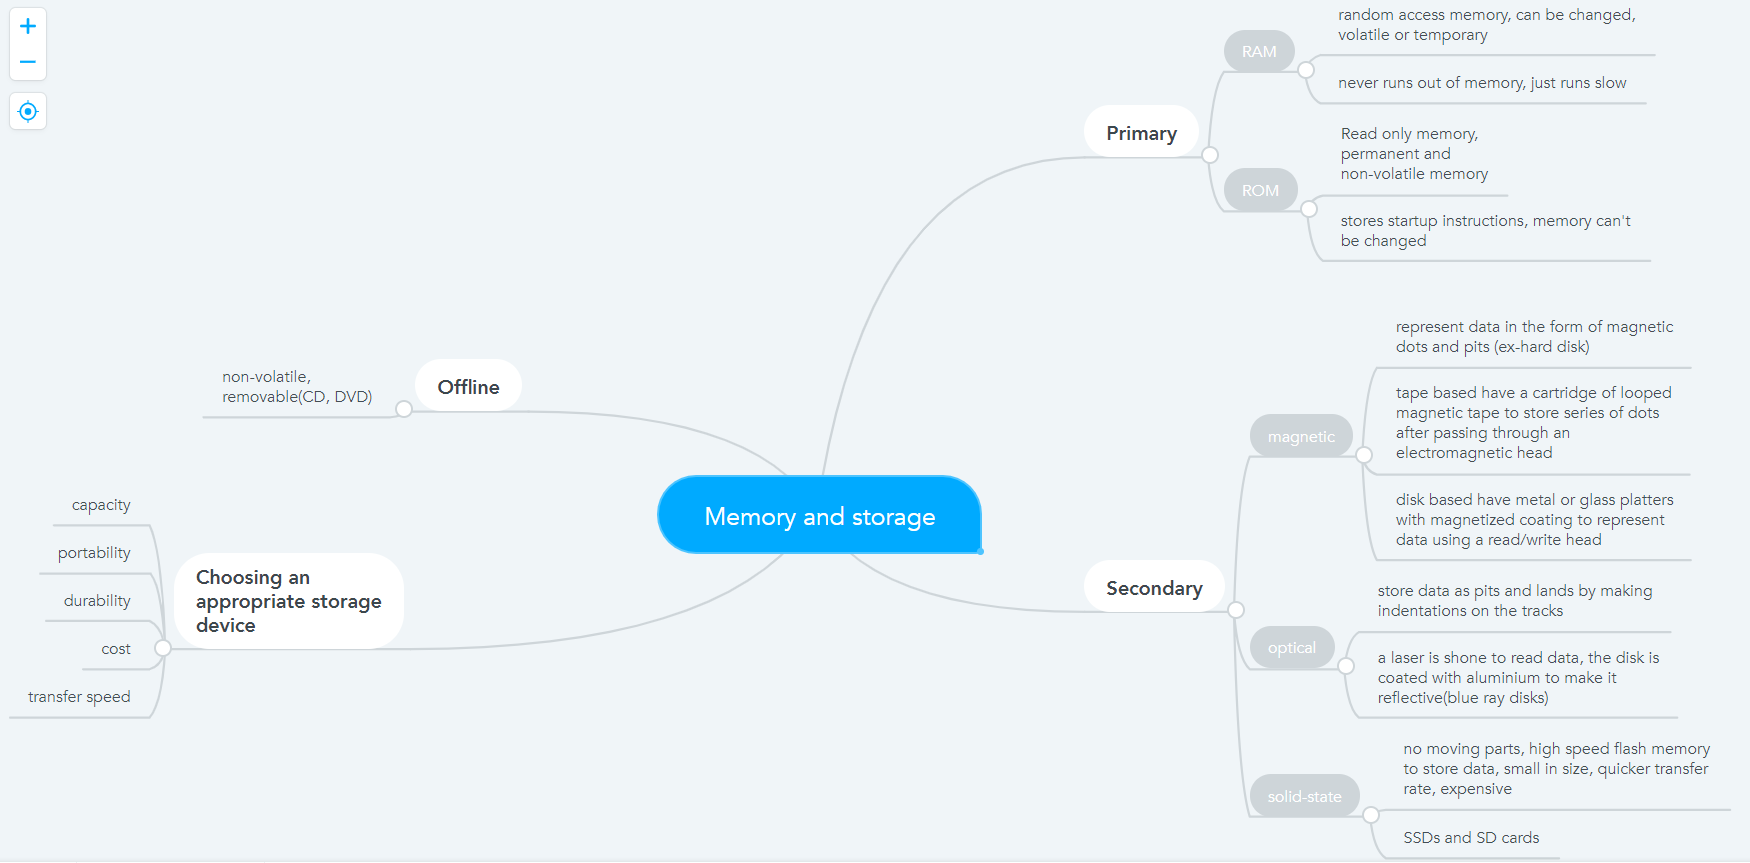 Memory and storage
Primary
RAM
random access memory, can be changed,
volatile or temporary
never runs out of memory, just runs slow
ROM
Read only memory,
permanent and
non-volatile memory
stores startup instructions, memory can't
be changed
Secondary
magnetic
represent data in the form of magnetic
dots and pits (ex-hard disk)
tape based have a cartridge of looped
magnetic tape to store series of dots
after passing through an
electromagnetic head
disk based have metal or glass platters
with magnetized coating to represent
data using a read/write head
optical
store data as pits and lands by making
indentations on the tracks
a laser is shone to read data, the disk is
coated with aluminium to make it
reflective(blue ray disks)
solid-state
no moving parts, high speed flash memory
to store data, small in size, quicker transfer
rate, expensive
SSDs and SD cards
Offline
non-volatile,
removable(CD, DVD)
Choosing an
appropriate storage
device
capacity
portability
durability
cost
transfer speed